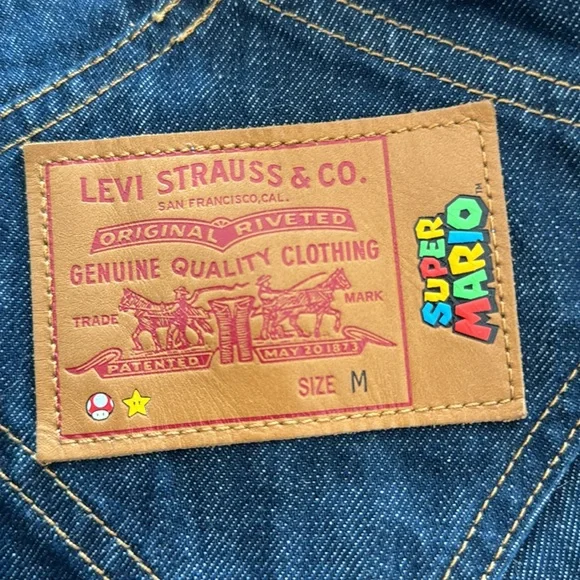 LEVI STRAUSS & CO.
SAN FRANCISCO, CAL.
ORIGINAL RIVETED
GENUINE QUALITY CLOTHING
TRADE MARK
PATENTED MAY 20 1873
SIZE M
SUPER
MARIO™